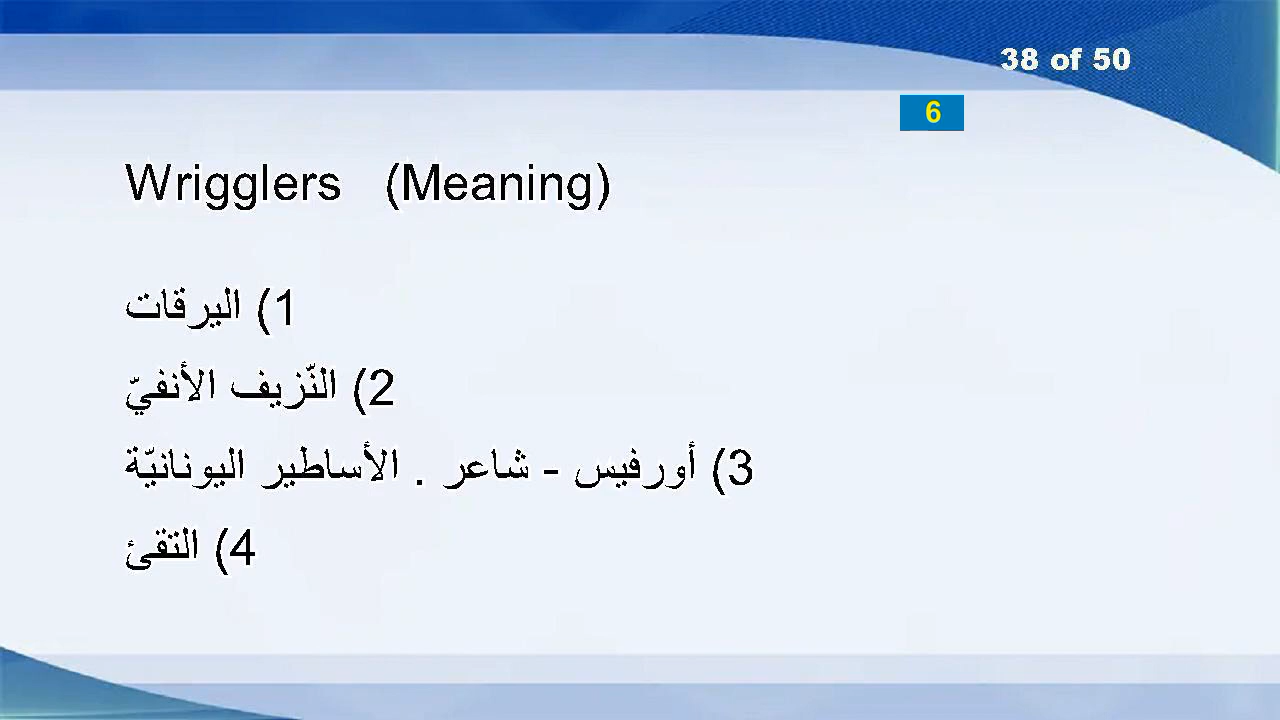 38 of 50
6
Wrigglers (Meaning)
1) اليرقات
2) النّزيف الأنفيّ
3) أورفيس - شاعر . الأساطير اليونانيّة
4) التقئ